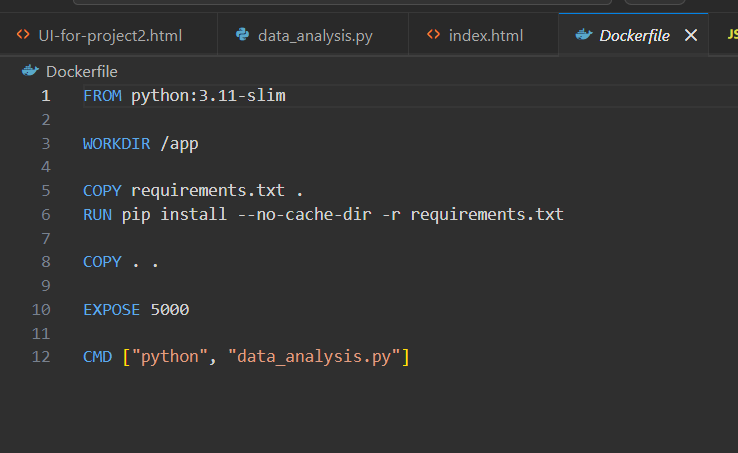 UI-for-project2.html data_analysis.py index.html Dockerfile JS
Dockerfile
1 FROM python:3.11-slim
2
3 WORKDIR /app
4
5 COPY requirements.txt .
6 RUN pip install --no-cache-dir -r requirements.txt
7
8 COPY . .
9
10 EXPOSE 5000
11
12 CMD ["python", "data_analysis.py"]